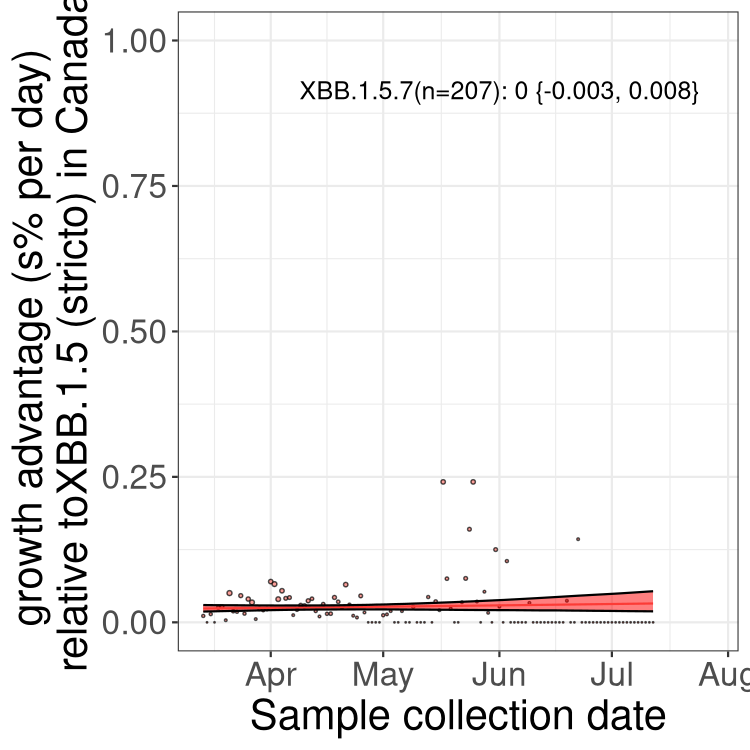 growth advantage (s% per day)
relative toXBB.1.5 (stricto) in Canada
1.00
0.75
0.50
0.25
0.00
XBB.1.5.7(n=207): 0 {-0.003, 0.008}
Apr May Jun Jul Aug
Sample collection date